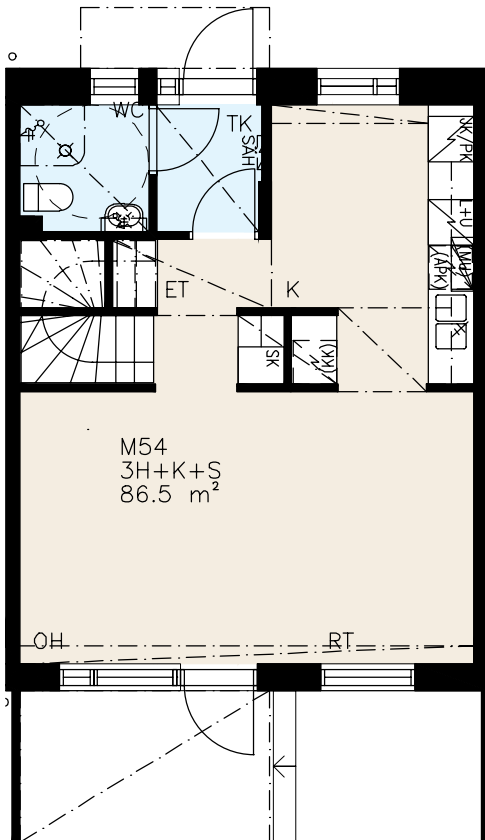 WC
TK
SÄH
JK/PK
L+U
(MU)
(APK)
ET
K
SK
(KK)
M54
3H+K+S
86.5 m²
OH
RT